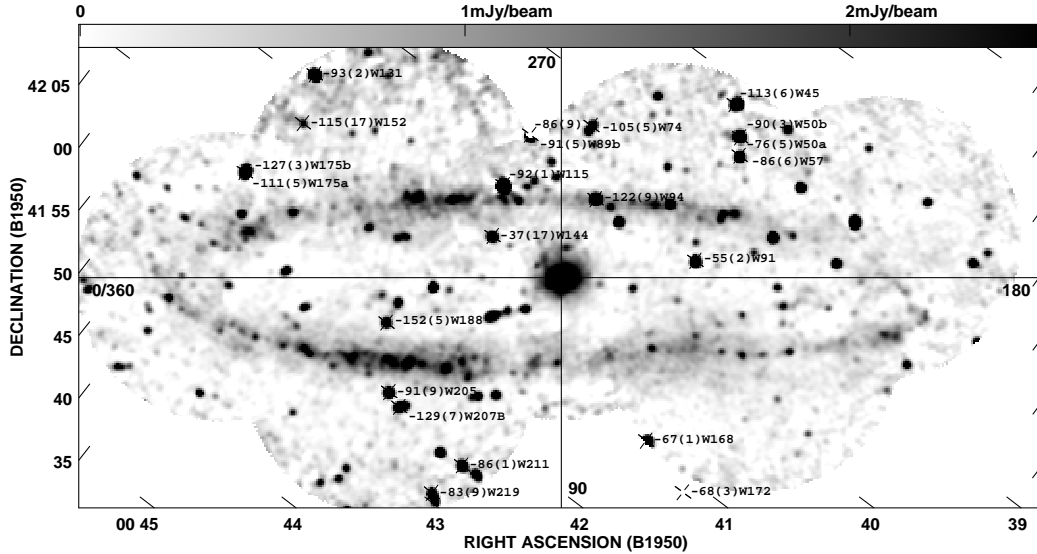 0 1mJy/beam 2mJy/beam
270
-93(2)W131
-113(6)W45
42 05
-115(17)W152
-86(9)
-105(5)W74
-90(3)W50b
-91(5)W89b
-76(5)W50a
00
-86(6)W57
-127(3)W175b
-92(1)W115
-111(5)W175a
-122(9)W94
41 55
-37(17)W144
-55(2)W91
50
0/360
180
-152(5)W188
45
-91(9)W205
40
-129(7)W207B
-67(1)W168
35
-86(1)W211
-83(9)W219
90
-68(3)W172
00 45 44 43 42 41 40 39
RIGHT ASCENSION (B1950)
DECLINATION (B1950)